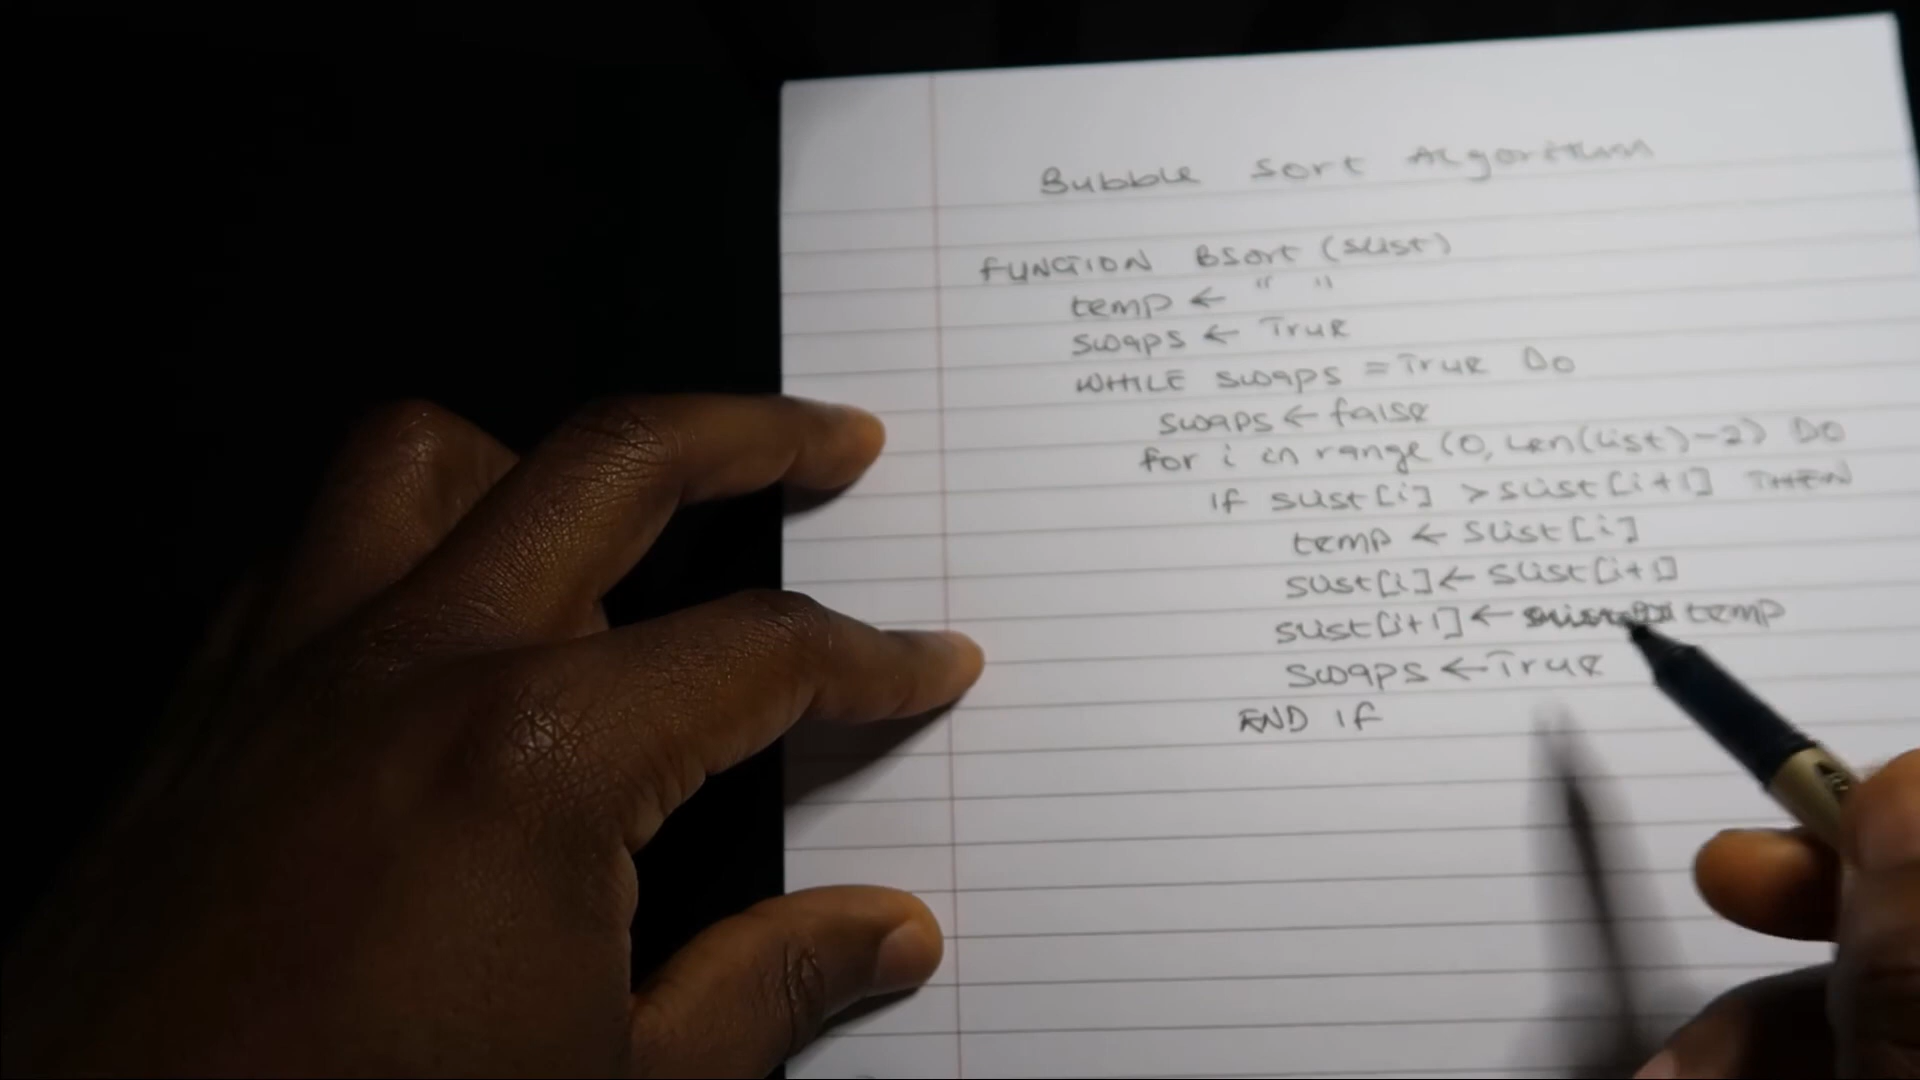 Bubble Sort Algorithm
FUNCTION BSort (slist)
temp ← " "
swaps ← True
WHILE swaps = True Do
swaps ← false
for i in range (0, len(list) - 2) Do
if slist [i] > slist [i+1] THEN
temp ← slist [i]
slist [i] ← slist [i+1]
slist [i+1] ← temp
swaps ← True
END IF